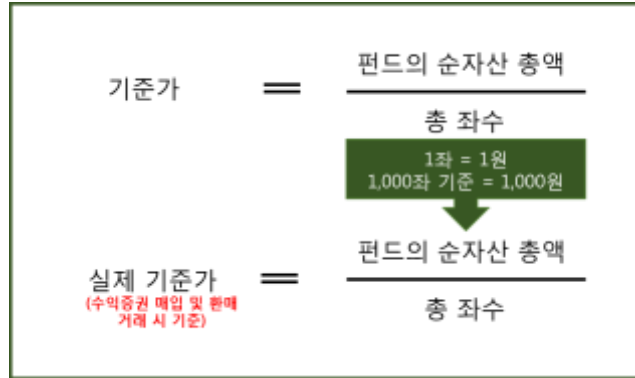 펀드의 순자산 총액
기준가 =
총 좌수
1좌 = 1원
1,000좌 기준 = 1,000원
펀드의 순자산 총액
실제 기준가 =
(수익증권 매입 및 환매
거래 시 기준)
총 좌수